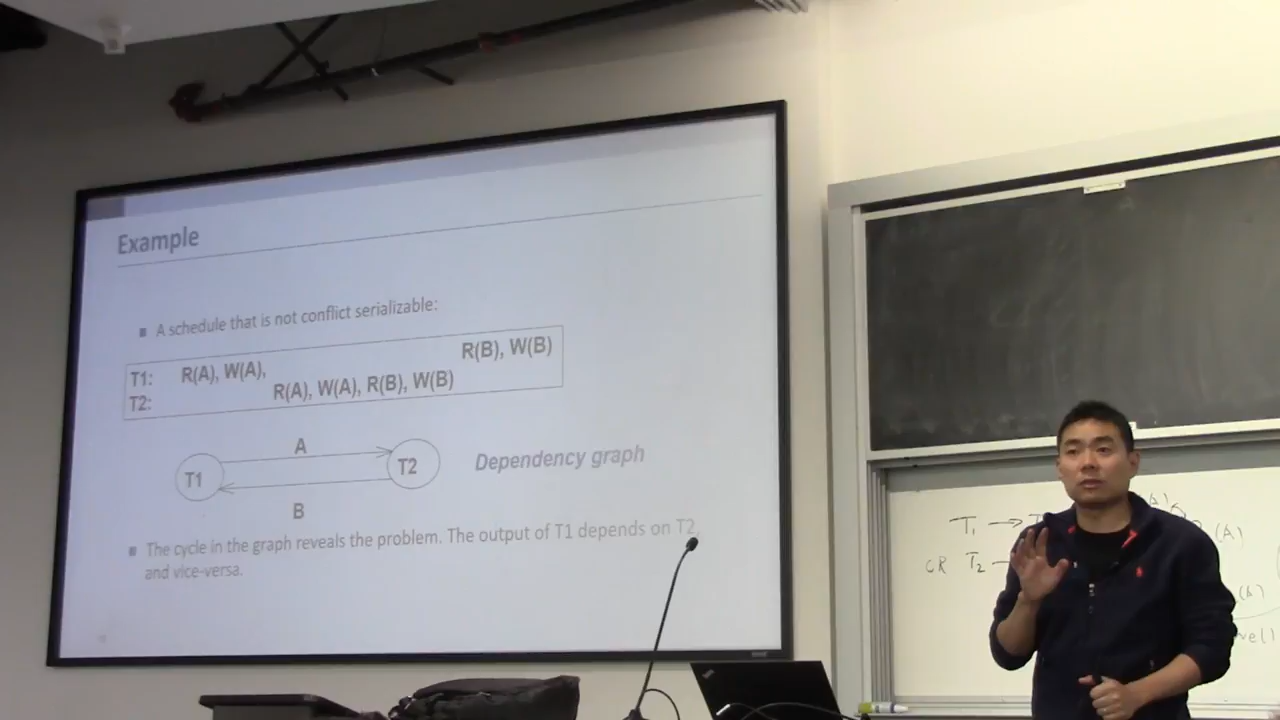 Example
■ A schedule that is not conflict serializable:
R(B), W(B)
T1: R(A), W(A),
T2: R(A), W(A), R(B), W(B)
A
T1 T2 Dependency graph
B
■ The cycle in the graph reveals the problem. The output of T1 depends on T2,
and vice-versa.
T1 →
(A)
OR T2
(A)
(A)